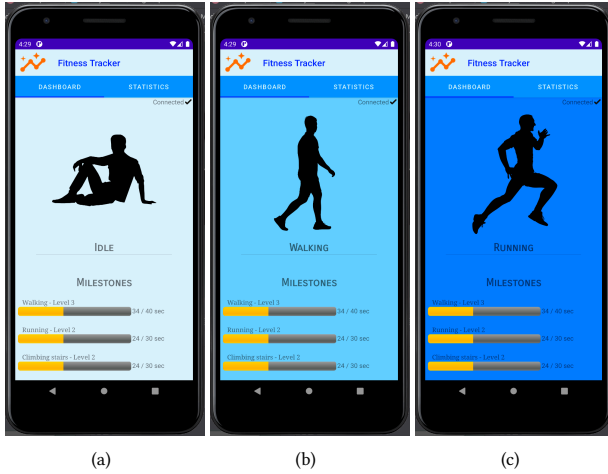 4:29
Fitness Tracker
DASHBOARD STATISTICS
Connected
IDLE
MILESTONES
Walking - Level 3
34 / 40 sec
Running - Level 2
24 / 30 sec
Climbing stairs - Level 2
24 / 30 sec
(a)
4:29
Fitness Tracker
DASHBOARD STATISTICS
Connected
WALKING
MILESTONES
Walking - Level 3
34 / 40 sec
Running - Level 2
24 / 30 sec
Climbing stairs - Level 2
24 / 30 sec
(b)
4:30
Fitness Tracker
DASHBOARD STATISTICS
Connected
RUNNING
MILESTONES
Walking - Level 3
34 / 40 sec
Running - Level 2
24 / 30 sec
Climbing stairs - Level 2
24 / 30 sec
(c)